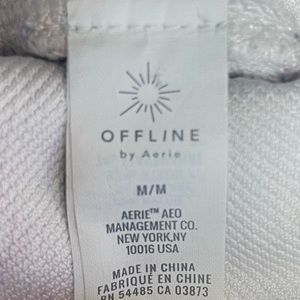 OFFLINE
by Aerie
M/M
AERIE™ AEO
MANAGEMENT CO.
NEW YORK,NY
10016 USA
MADE IN CHINA
FABRIQUÉ EN CHINE
RN 54485 CA 03873